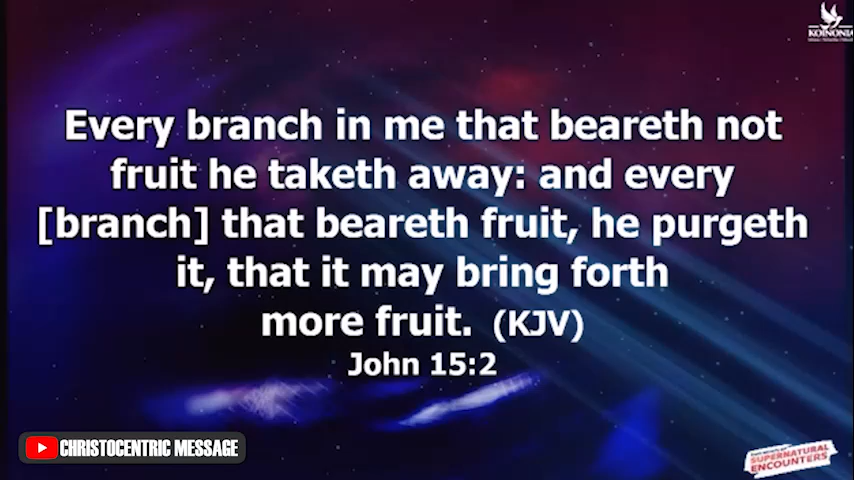 KOINONIA
Every branch in me that beareth not
fruit he taketh away: and every
[branch] that beareth fruit, he purgeth
it, that it may bring forth
more fruit. (KJV)
John 15:2
CHRISTOCENTRIC MESSAGE
SUPERNATURAL
ENCOUNTERS